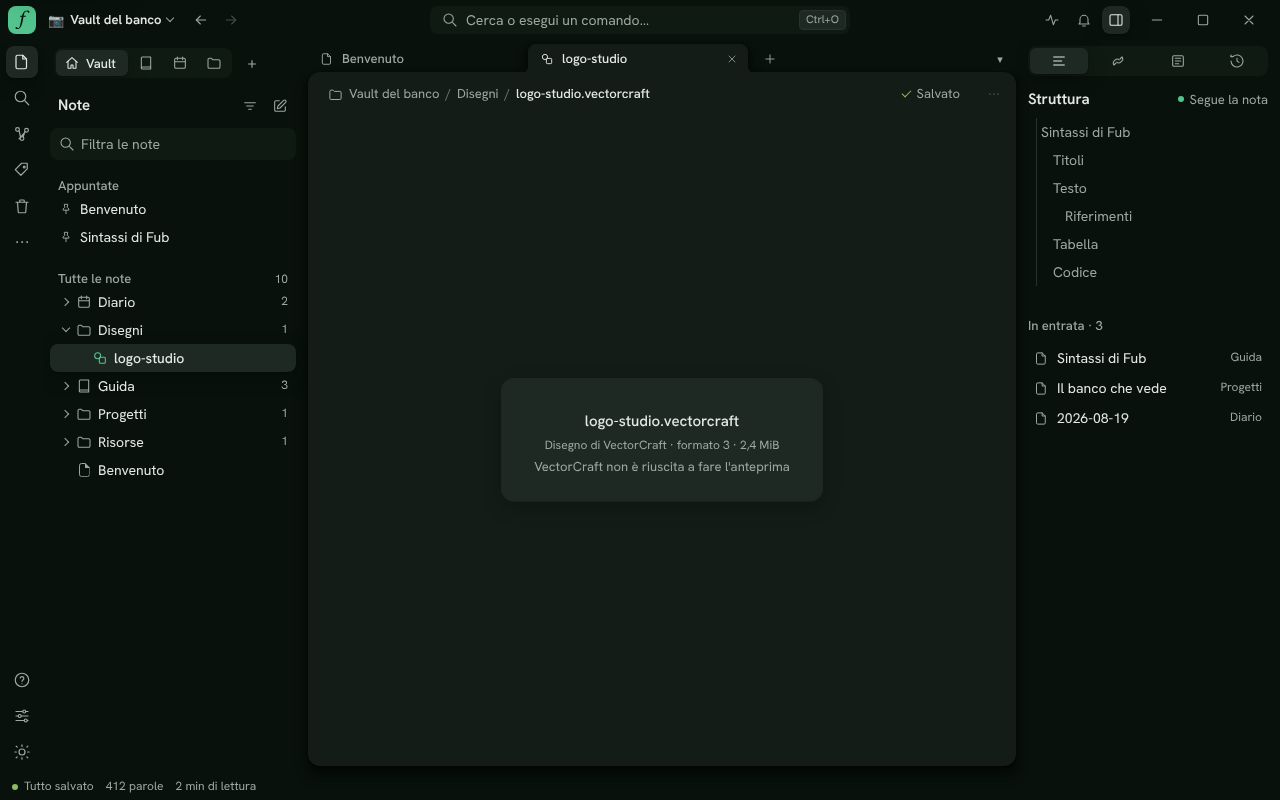 f Vault del banco
Cerca o esegui un comando...
Ctrl+O
Vault
Benvenuto
logo-studio
Note
Filtra le note
Appuntate
Benvenuto
Sintassi di Fub
Tutte le note 10
Diario 2
Disegni 1
logo-studio
Guida 3
Progetti 1
Risorse 1
Benvenuto
Vault del banco / Disegni / logo-studio.vectorcraft
Salvato
logo-studio.vectorcraft
Disegno di VectorCraft · formato 3 · 2,4 MiB
VectorCraft non è riuscita a fare l'anteprima
Struttura
Segue la nota
Sintassi di Fub
Titoli
Testo
Riferimenti
Tabella
Codice
In entrata · 3
Sintassi di Fub Guida
Il banco che vede Progetti
2026-08-19 Diario
Tutto salvato 412 parole 2 min di lettura